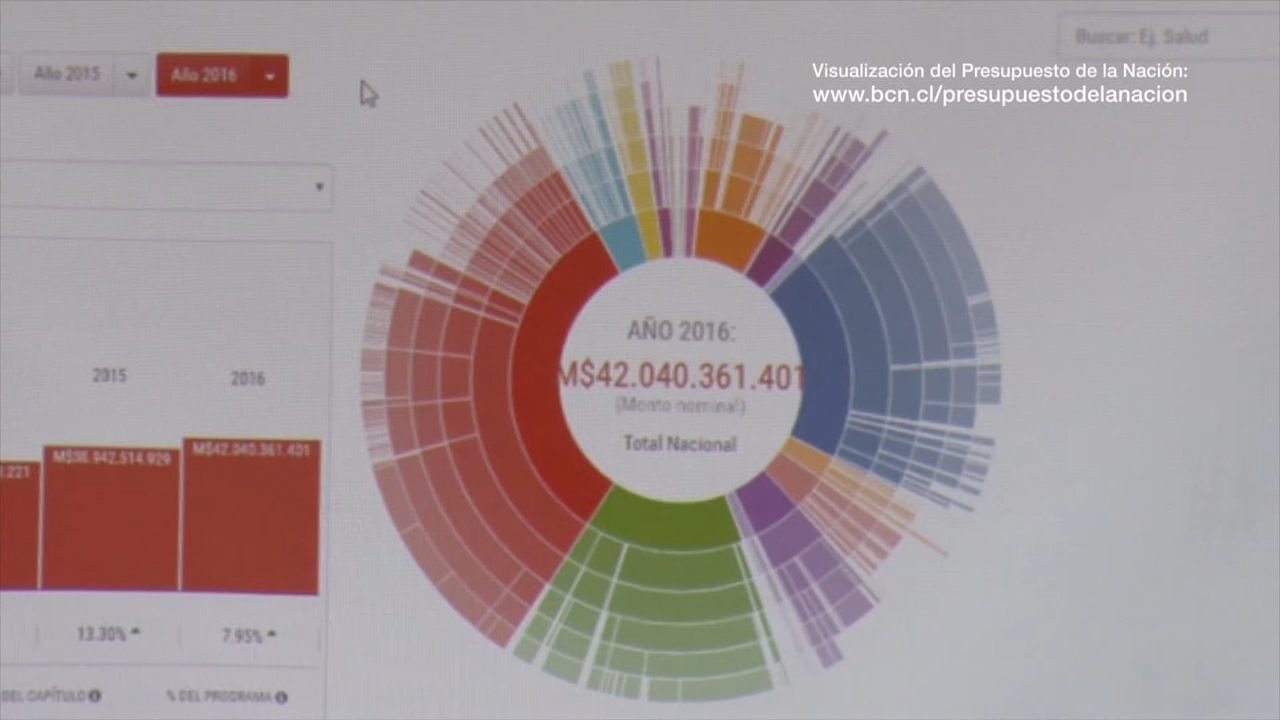 Buscar: Ej. Salud
Visualización del Presupuesto de la Nación:
www.bcn.cl/presupuestodelanacion
Año 2015
Año 2016
AÑO 2016:
M$42.040.361.401
(Monto nominal)
Total Nacional
2015
2016
.221
M$38.942.514.929
M$42.040.361.401
13.30%
7.95%
DEL CAPÍTULO
% DEL PROGRAMA